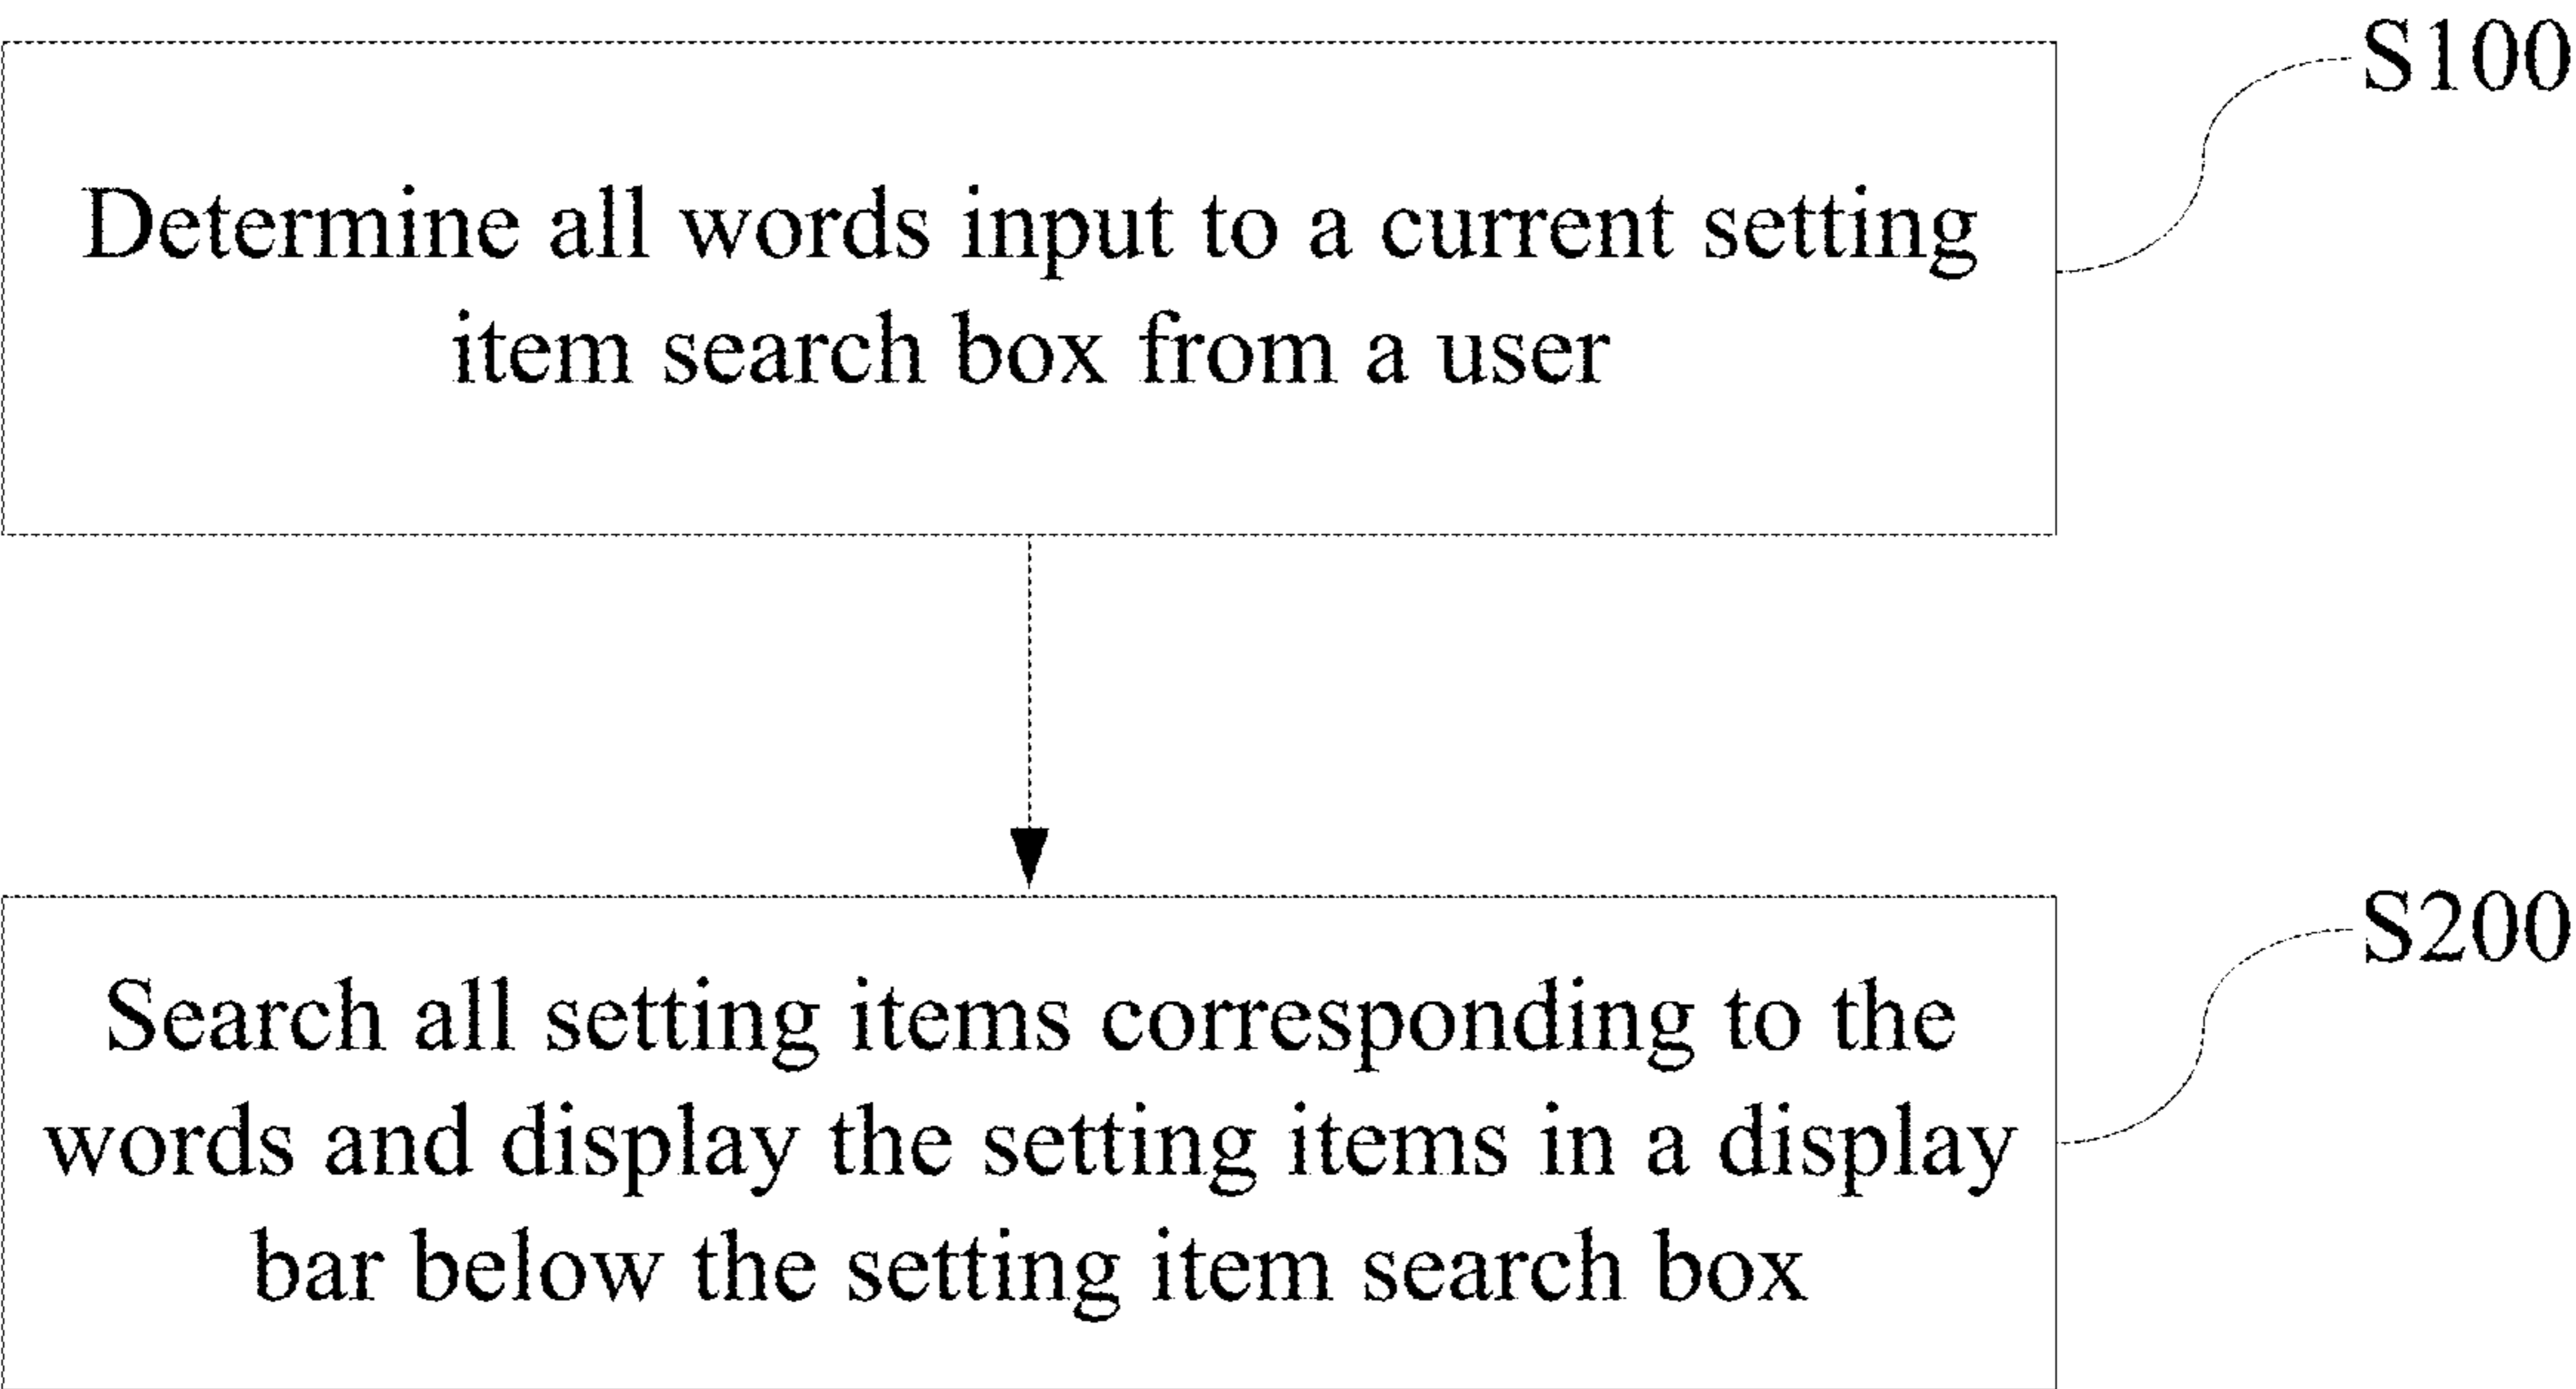 S100
Determine all words input to a current setting
item search box from a user
S200
Search all setting items corresponding to the
words and display the setting items in a display
bar below the setting item search box